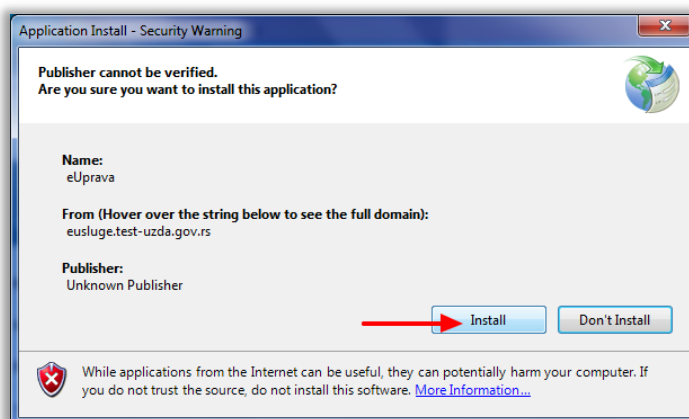 Application Install - Security Warning
Publisher cannot be verified.
Are you sure you want to install this application?
Name:
eUprava
From (Hover over the string below to see the full domain):
eusluge.test-uzda.gov.rs
Publisher:
Unknown Publisher
Install
Don't Install
While applications from the Internet can be useful, they can potentially harm your computer. If
you do not trust the source, do not install this software. More Information...